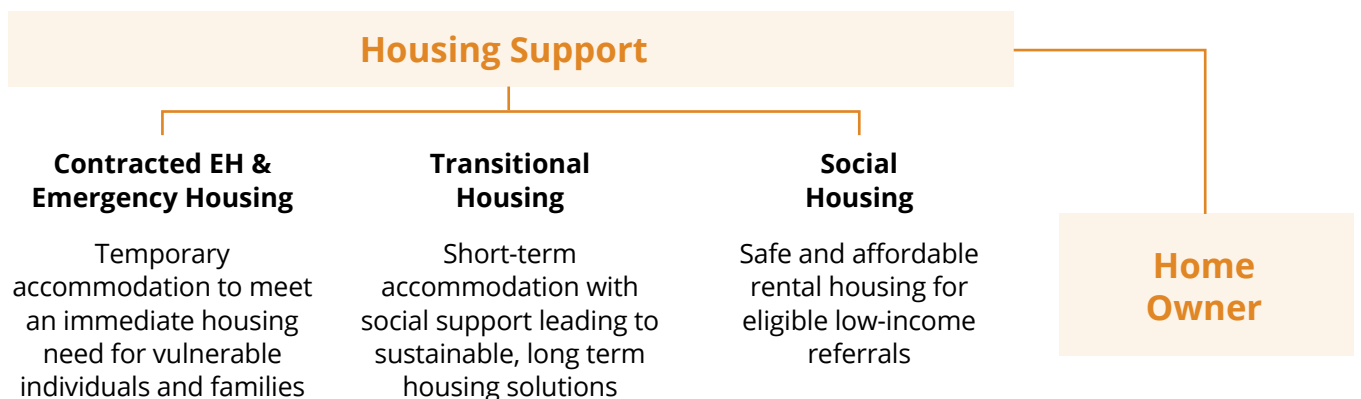 Housing Support
Contracted EH &
Emergency Housing
Temporary
accommodation to meet
an immediate housing
need for vulnerable
individuals and families
Transitional
Housing
Short-term
accommodation with
social support leading to
sustainable, long term
housing solutions
Social
Housing
Safe and affordable
rental housing for
eligible low-income
referrals
Home
Owner